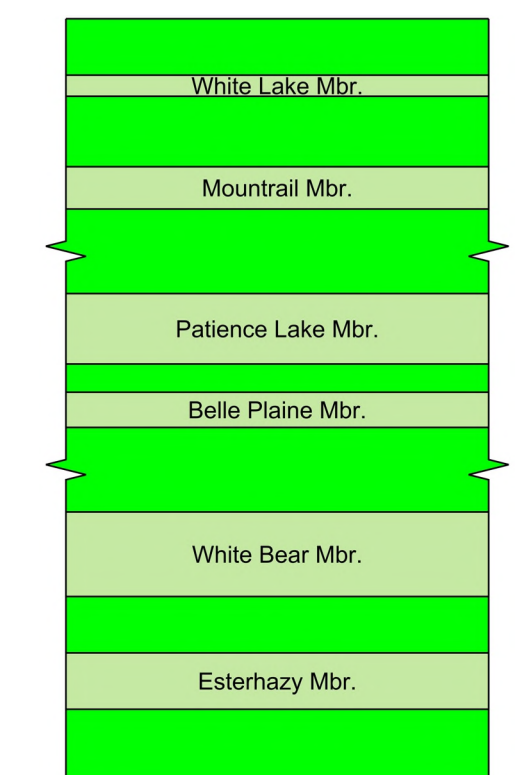 White Lake Mbr.
Mountrail Mbr.
Patience Lake Mbr.
Belle Plaine Mbr.
White Bear Mbr.
Esterhazy Mbr.